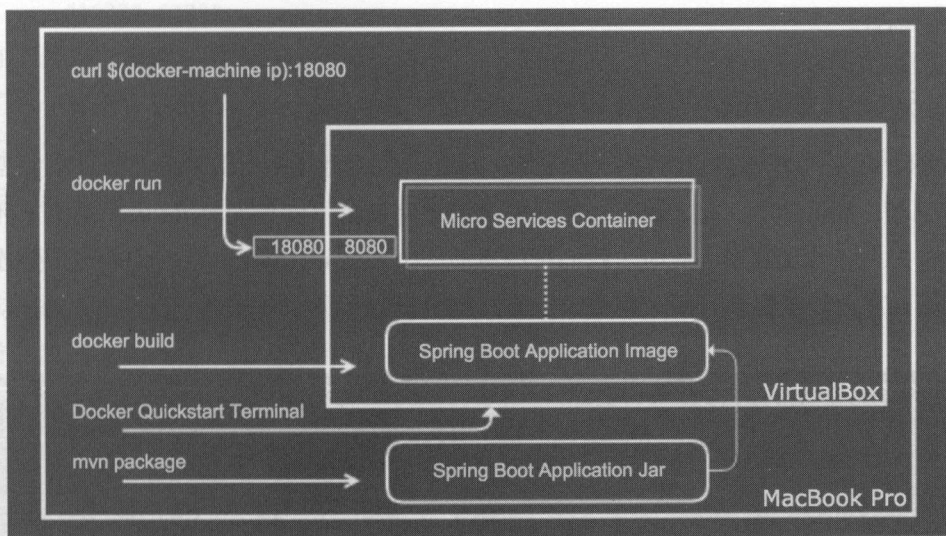 curl $(docker-machine ip):18080
docker run
Micro Services Container
18080 8080
docker build
Spring Boot Application Image
VirtualBox
Docker Quickstart Terminal
mvn package
Spring Boot Application Jar
MacBook Pro